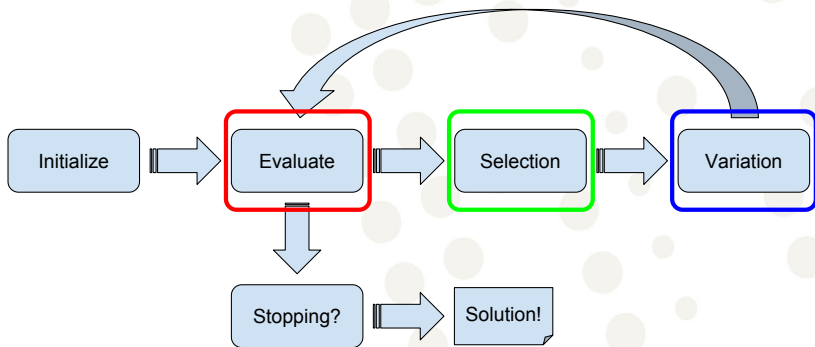 Initialize
Evaluate
Selection
Variation
Stopping?
Solution!